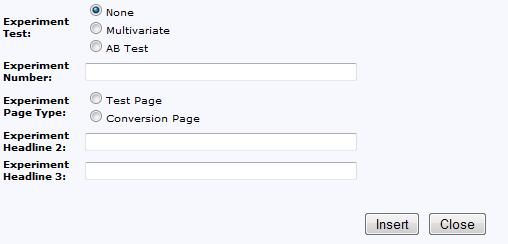 None
Experiment
Test:
Multivariate
AB Test
Experiment
Number:
Experiment
Page Type:
Test Page
Conversion Page
Experiment
Headline 2:
Experiment
Headline 3:
Insert Close